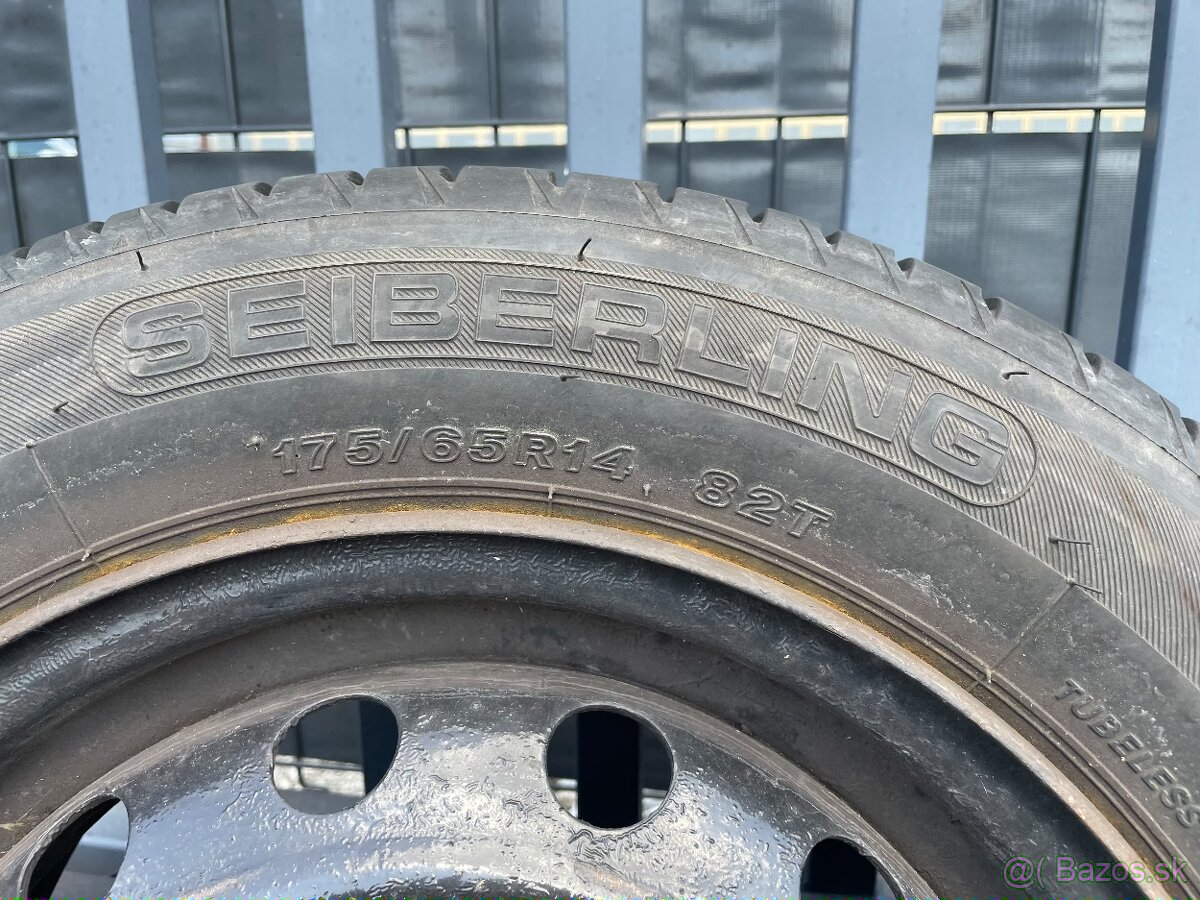 SEIBERLING
175/65R14 82T
TUBELESS
@( Bazos.sk